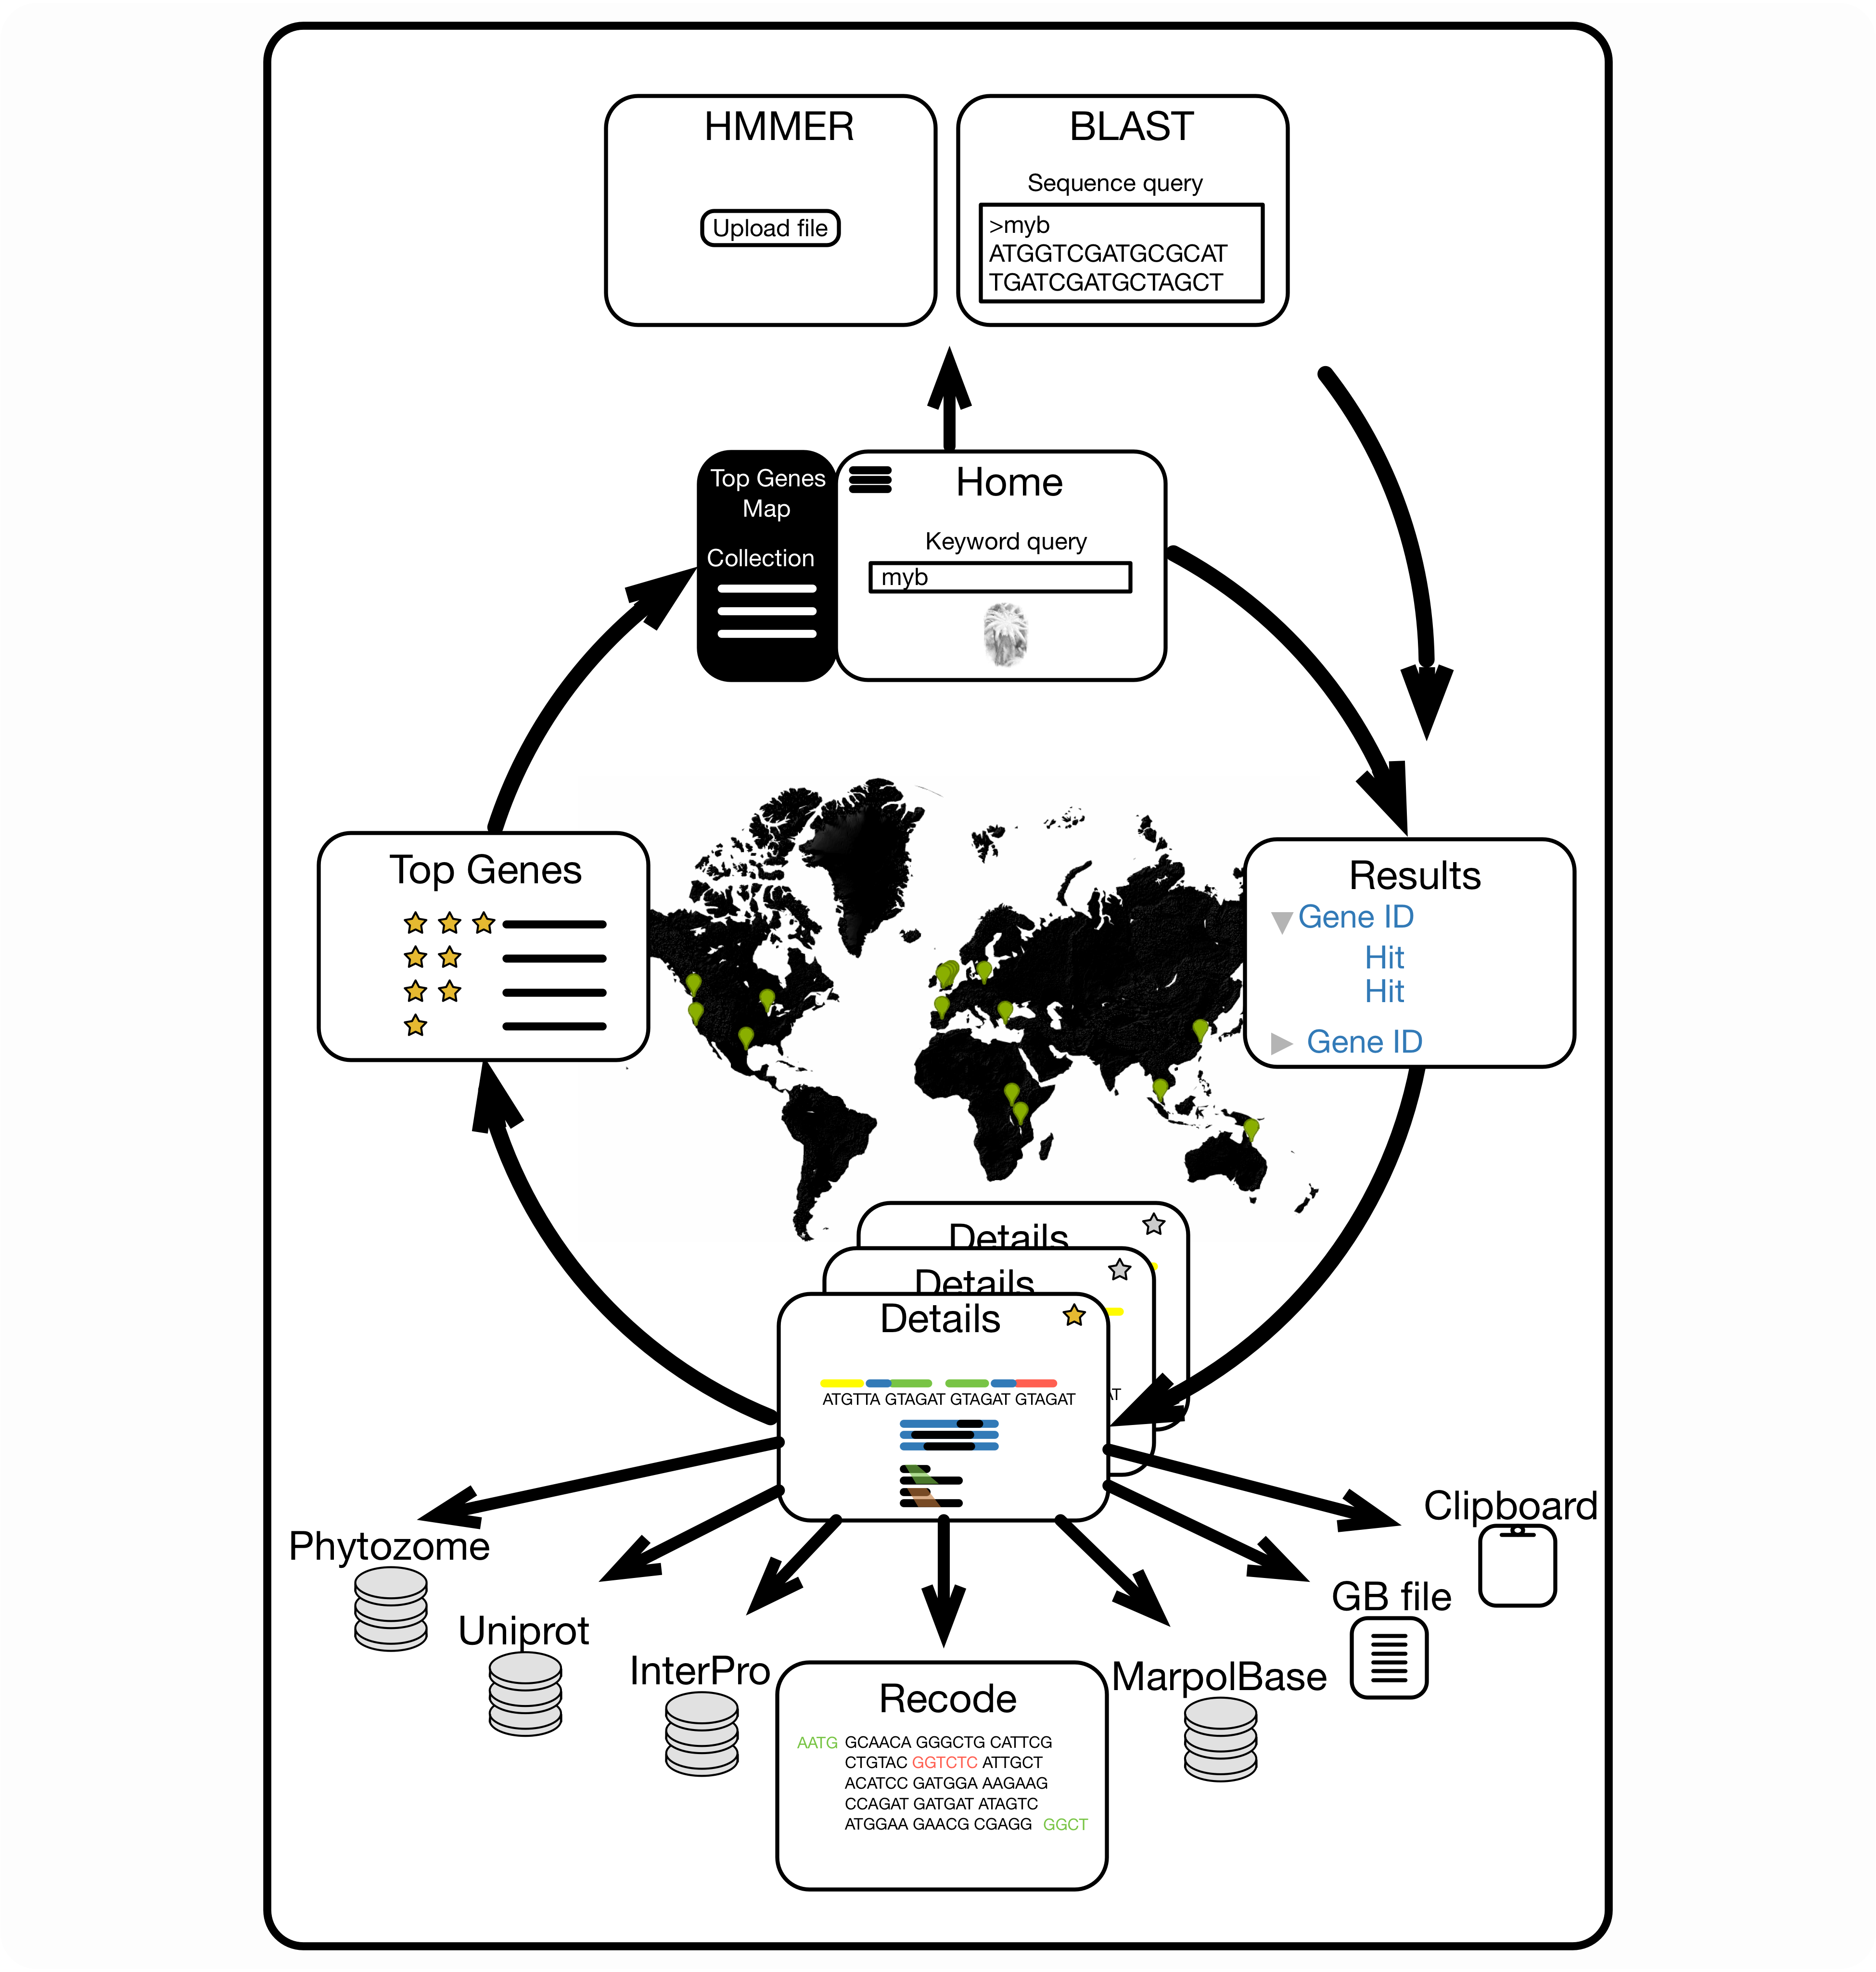 HMMER
Upload file
BLAST
Sequence query
>myb
ATGGTCGATGCGCAT
TGATCGATGCTAGCT
Top Genes
Map
Collection
Home
Keyword query
myb
Top Genes
Results
Gene ID
Hit
Hit
Gene ID
Details
Details
Details
ATGTTA GTAGAT GTAGAT GTAGAT
AT
Phytozome
Uniprot
InterPro
Recode
AATG GCAACA GGGCTG CATTCG
CTGTAC GGTCTC ATTGCT
ACATCC GATGGA AAGAAG
CCAGAT GATGAT ATAGTC
ATGGAA GAACG CGAGG GGCT
MarpolBase
GB file
Clipboard